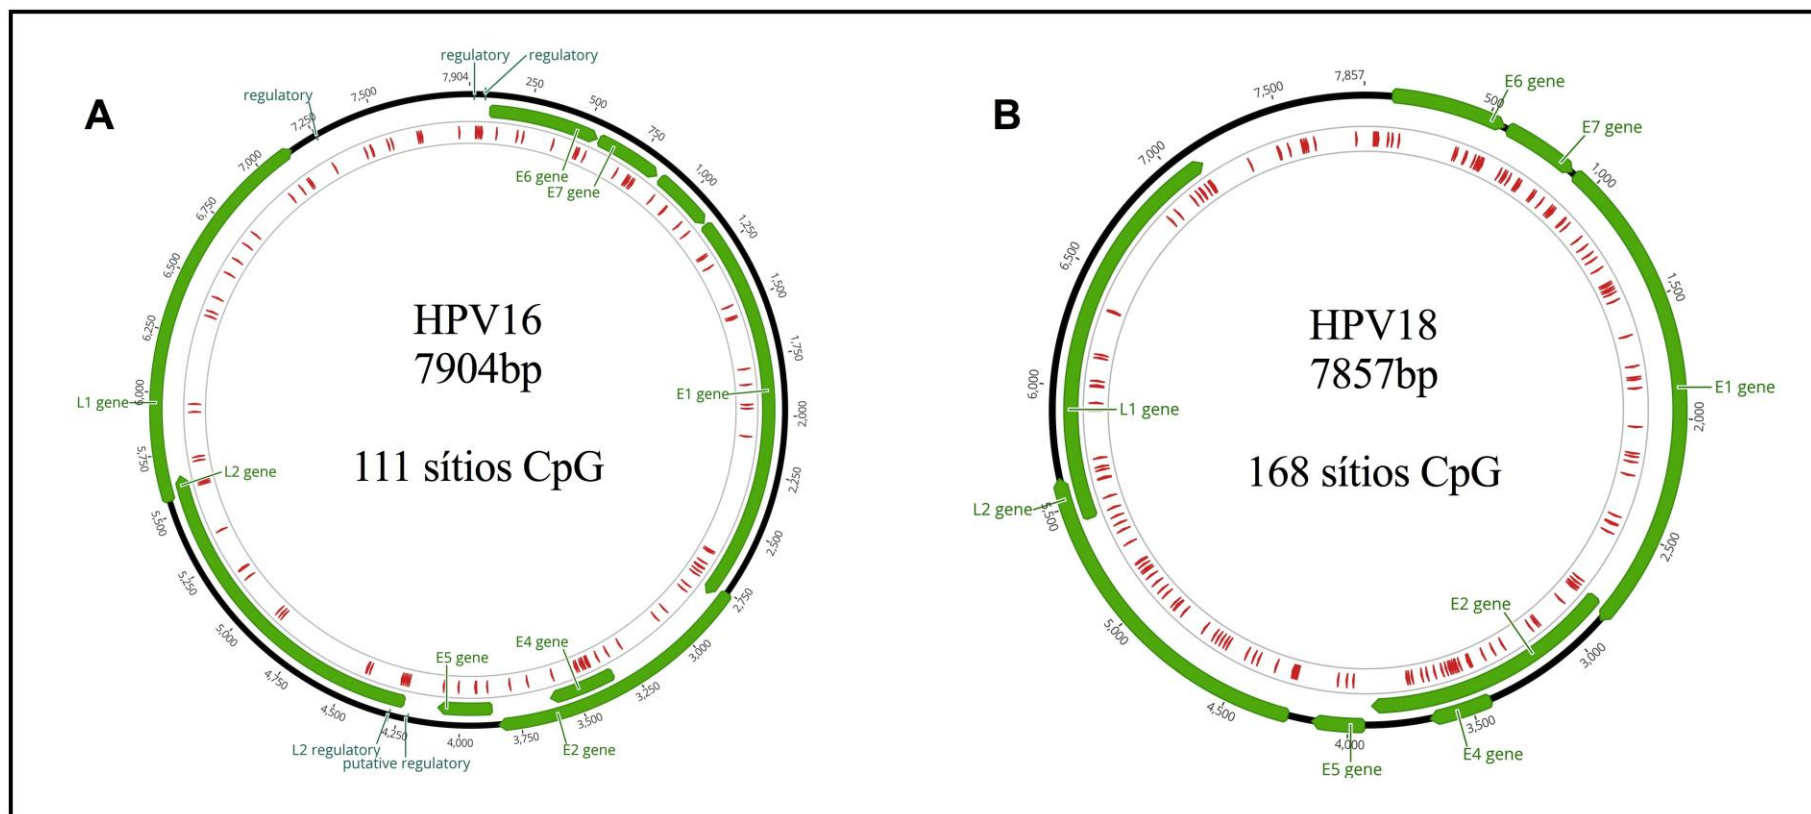 A
regulatory
regulatory
regulatory
7,904
250
500
750
1,000
1,250
1,500
1,750
2,000
2,250
2,500
2,750
3,000
3,250
3,500
3,750
4,000
4,250
4,500
4,750
5,000
5,250
5,500
5,750
6,000
6,250
6,500
6,750
7,000
7,250
7,500
E6 gene
E7 gene
E1 gene
E2 gene
E4 gene
E5 gene
L2 regulatory
putative regulatory
L2 gene
L1 gene
HPV16
7904bp
111 sítios CpG
B
7,857
500
1,000
1,500
2,000
2,500
3,000
3,500
4,000
4,500
5,000
5,500
6,000
6,500
7,000
7,500
E6 gene
E7 gene
E1 gene
E2 gene
E4 gene
E5 gene
L2 gene
L1 gene
HPV18
7857bp
168 sítios CpG